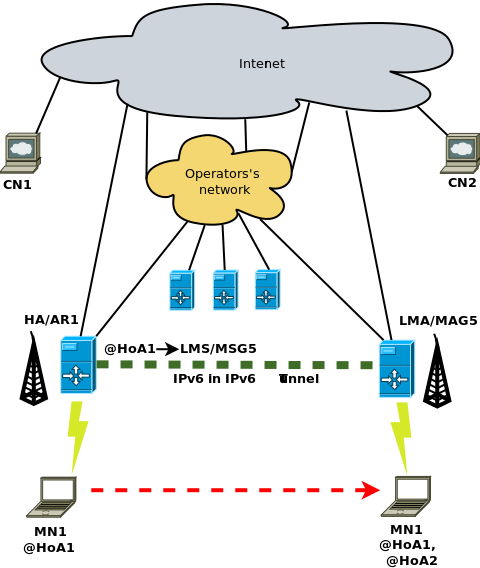 Intenet
Operators's
network
CN1
CN2
HA/AR1
LMA/MAG5
@HoA1 LMS/MSG5
IPv6 in IPv6 Tunnel
MN1
@HoA1
MN1
@HoA1,
@HoA2